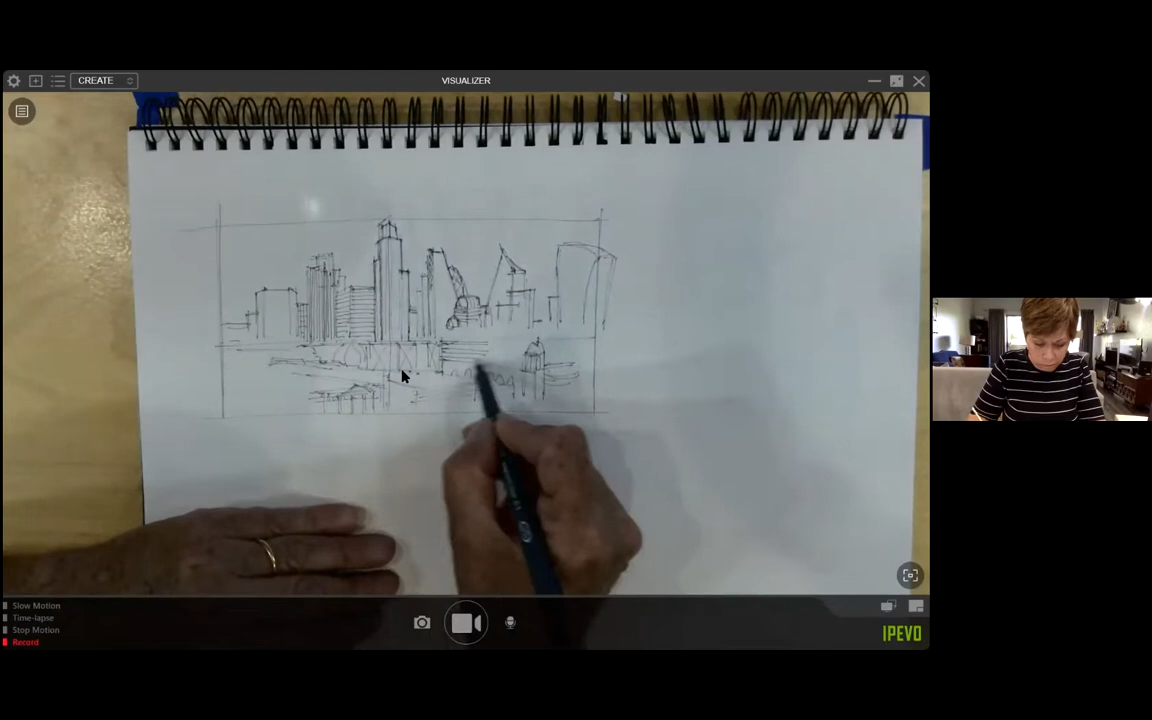 CREATE
VISUALIZER
Slow Motion
Time-lapse
Stop Motion
Record
IPEVO